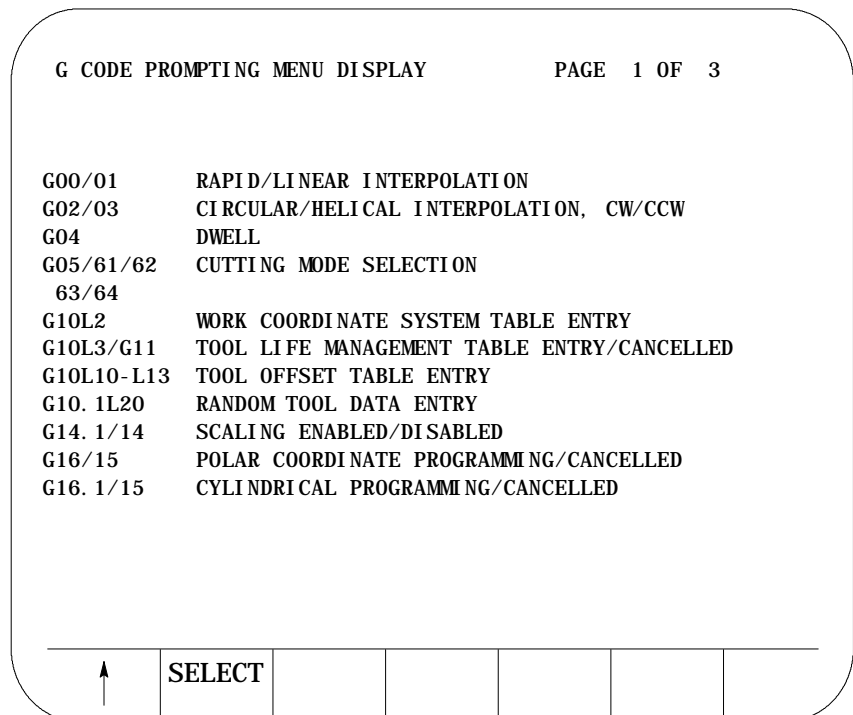 G CODE PROMPTING MENU DISPLAY PAGE 1 OF 3
G00/01 RAPID/LINEAR INTERPOLATION
G02/03 CIRCULAR/HELICAL INTERPOLATION, CW/CCW
G04 DWELL
G05/61/62 CUTTING MODE SELECTION
63/64
G10L2 WORK COORDINATE SYSTEM TABLE ENTRY
G10L3/G11 TOOL LIFE MANAGEMENT TABLE ENTRY/CANCELLED
G10L10-L13 TOOL OFFSET TABLE ENTRY
G10.1L20 RANDOM TOOL DATA ENTRY
G14.1/14 SCALING ENABLED/DISABLED
G16/15 POLAR COORDINATE PROGRAMMING/CANCELLED
G16.1/15 CYLINDRICAL PROGRAMMING/CANCELLED
SELECT